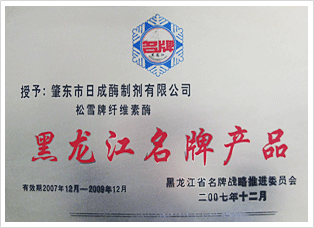 名牌
授予：肇东市日成酶制剂有限公司
松雪牌纤维素酶
黑龙江名牌产品
有效期2007年12月—2009年12月
黑龙江省名牌战略推进委员会
二00七年十二月